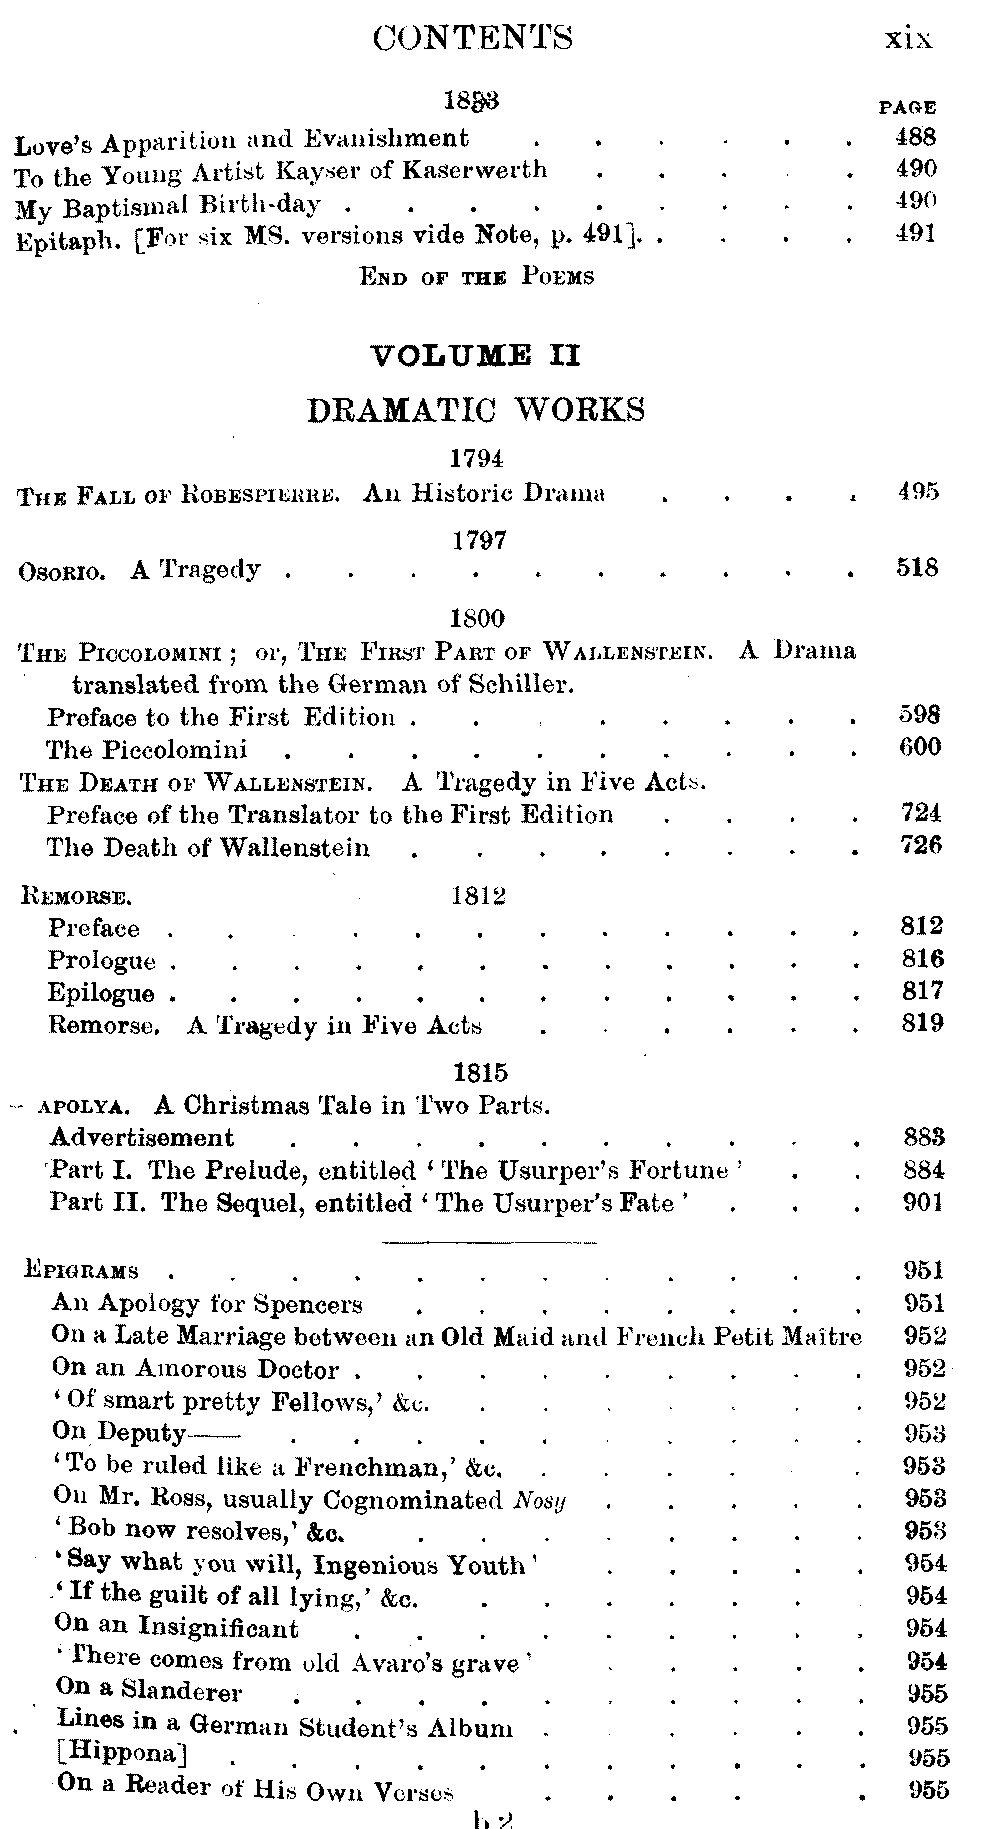 CONTENTS xix
1833
PAGE
Love's Apparition and Evanishment . . . . . . 488
To the Young Artist Kayser of Kaserwerth . . . . . 490
My Baptismal Birth-day . . . . . . . . . 490
Epitaph. [For six MS. versions vide Note, p. 491]. . . . . 491
END OF THE POEMS
VOLUME II
DRAMATIC WORKS
1794
THE FALL OF ROBESPIERRE. An Historic Drama . . . . 495
1797
OSORIO. A Tragedy . . . . . . . . . . 518
1800
THE PICCOLOMINI; or, THE FIRST PART OF WALLENSTEIN. A Drama
translated from the German of Schiller.
Preface to the First Edition . . . . . . . . 598
The Piccolomini . . . . . . . . . . 600
THE DEATH OF WALLENSTEIN. A Tragedy in Five Acts.
Preface of the Translator to the First Edition . . . . 724
The Death of Wallenstein . . . . . . . . 726
REMORSE. 1812
Preface . . . . . . . . . . . . 812
Prologue . . . . . . . . . . . . 816
Epilogue . . . . . . . . . . . . 817
Remorse. A Tragedy in Five Acts . . . . . . 819
1815
APOLYA. A Christmas Tale in Two Parts.
Advertisement . . . . . . . . . . 883
Part I. The Prelude, entitled ‘The Usurper's Fortune’ . . 884
Part II. The Sequel, entitled ‘The Usurper's Fate’ . . . 901
EPIGRAMS . . . . . . . . . . . . 951
An Apology for Spencers . . . . . . . . 951
On a Late Marriage between an Old Maid and French Petit Maitre 952
On an Amorous Doctor . . . . . . . . . 952
‘Of smart pretty Fellows,’ &c. . . . . . . . 952
On Deputy—— . . . . . . . . . . 953
‘To be ruled like a Frenchman,’ &c. . . . . . . 953
On Mr. Ross, usually Cognominated Nosy . . . . . 953
‘Bob now resolves,’ &c. . . . . . . . . 953
‘Say what you will, Ingenious Youth’ . . . . . 954
‘If the guilt of all lying,’ &c. . . . . . . . 954
On an Insignificant . . . . . . . . . 954
‘There comes from old Avaro's grave’ . . . . . 954
On a Slanderer . . . . . . . . . . 955
Lines in a German Student's Album . . . . . . 955
[Hippona] . . . . . . . . . . . 955
On a Reader of His Own Verses . . . . . 955
b 2